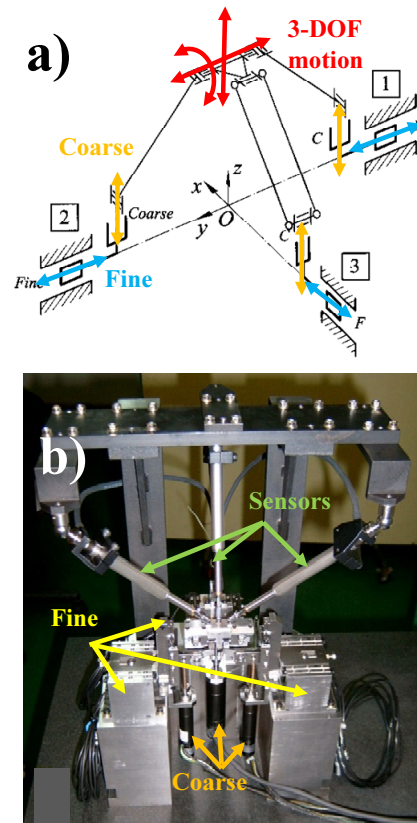 a)
3-DOF
motion
1
Coarse
C
x
z
2
Coarse
y
O
C
3
Fine
Fine
F
b)
Sensors
Fine
Coarse